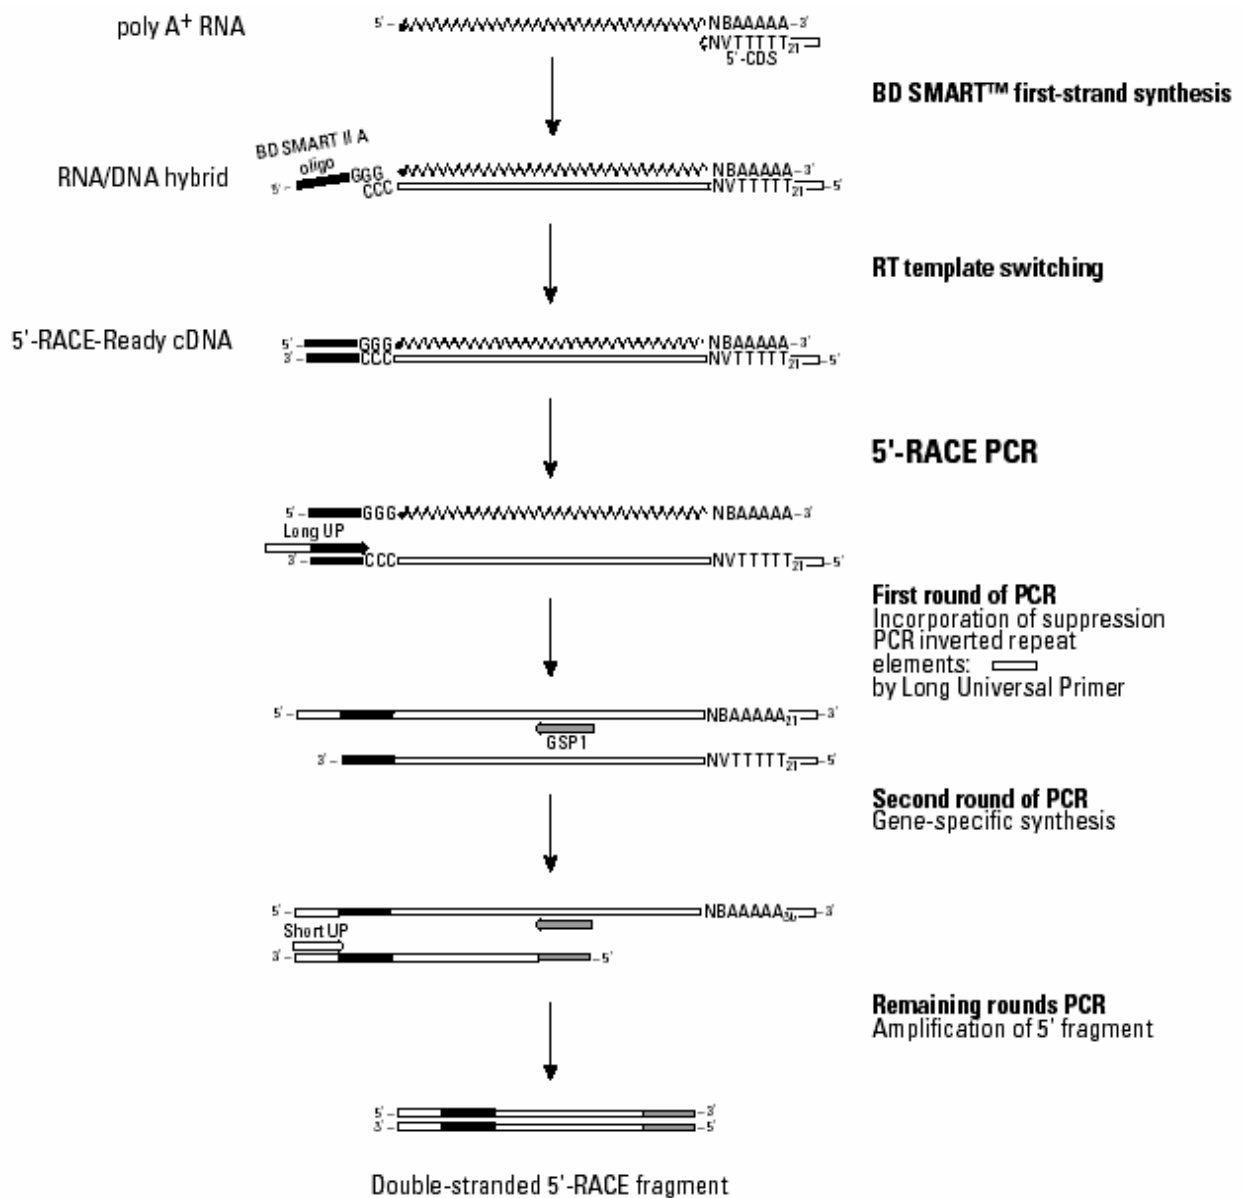 poly A+ RNA
5' – NBAAAAA –3'
NVTTTTT21
5'-CDS
BD SMART™ first-strand synthesis
BD SMART II A
oligo
RNA/DNA hybrid
5' – GGG NBAAAAA –3'
CCC NVTTTTT21 –5'
RT template switching
5'-RACE-Ready cDNA
5' – GGG NBAAAAA –3'
3' – CCC NVTTTTT21 –5'
5'-RACE PCR
5' – GGG NBAAAAA –3'
Long UP
3' – CCC NVTTTTT21 –5'
First round of PCR
Incorporation of suppression
PCR inverted repeat
elements:
by Long Universal Primer
5' – NBAAAAA21 –3'
GSP1
3' – NVTTTTT21 –5'
Second round of PCR
Gene-specific synthesis
5' – NBAAAAA –3'
Short UP
3' – –5'
Remaining rounds PCR
Amplification of 5' fragment
5' – –3'
3' – –5'
Double-stranded 5'-RACE fragment